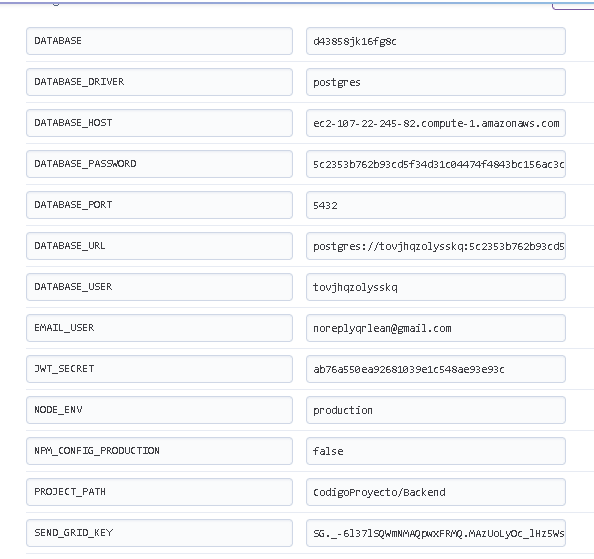 DATABASE d43858jk16fg8c
DATABASE_DRIVER postgres
DATABASE_HOST ec2-107-22-245-82.compute-1.amazonaws.com
DATABASE_PASSWORD 5c2353b762b93cd5f34d31c04474f4843bc156ac3c
DATABASE_PORT 5432
DATABASE_URL postgres://tovjhqzolysskq:5c2353b762b93cd5
DATABASE_USER tovjhqzolysskq
EMAIL_USER noreplyqrlean@gmail.com
JWT_SECRET ab76a550ea92681039e1c548ae93e93c
NODE_ENV production
NPM_CONFIG_PRODUCTION false
PROJECT_PATH CodigoProyecto/Backend
SEND_GRID_KEY SG._-6l37lSQWmNMAQpwxFRMQ.MAzUoLyOc_lHz5Ws